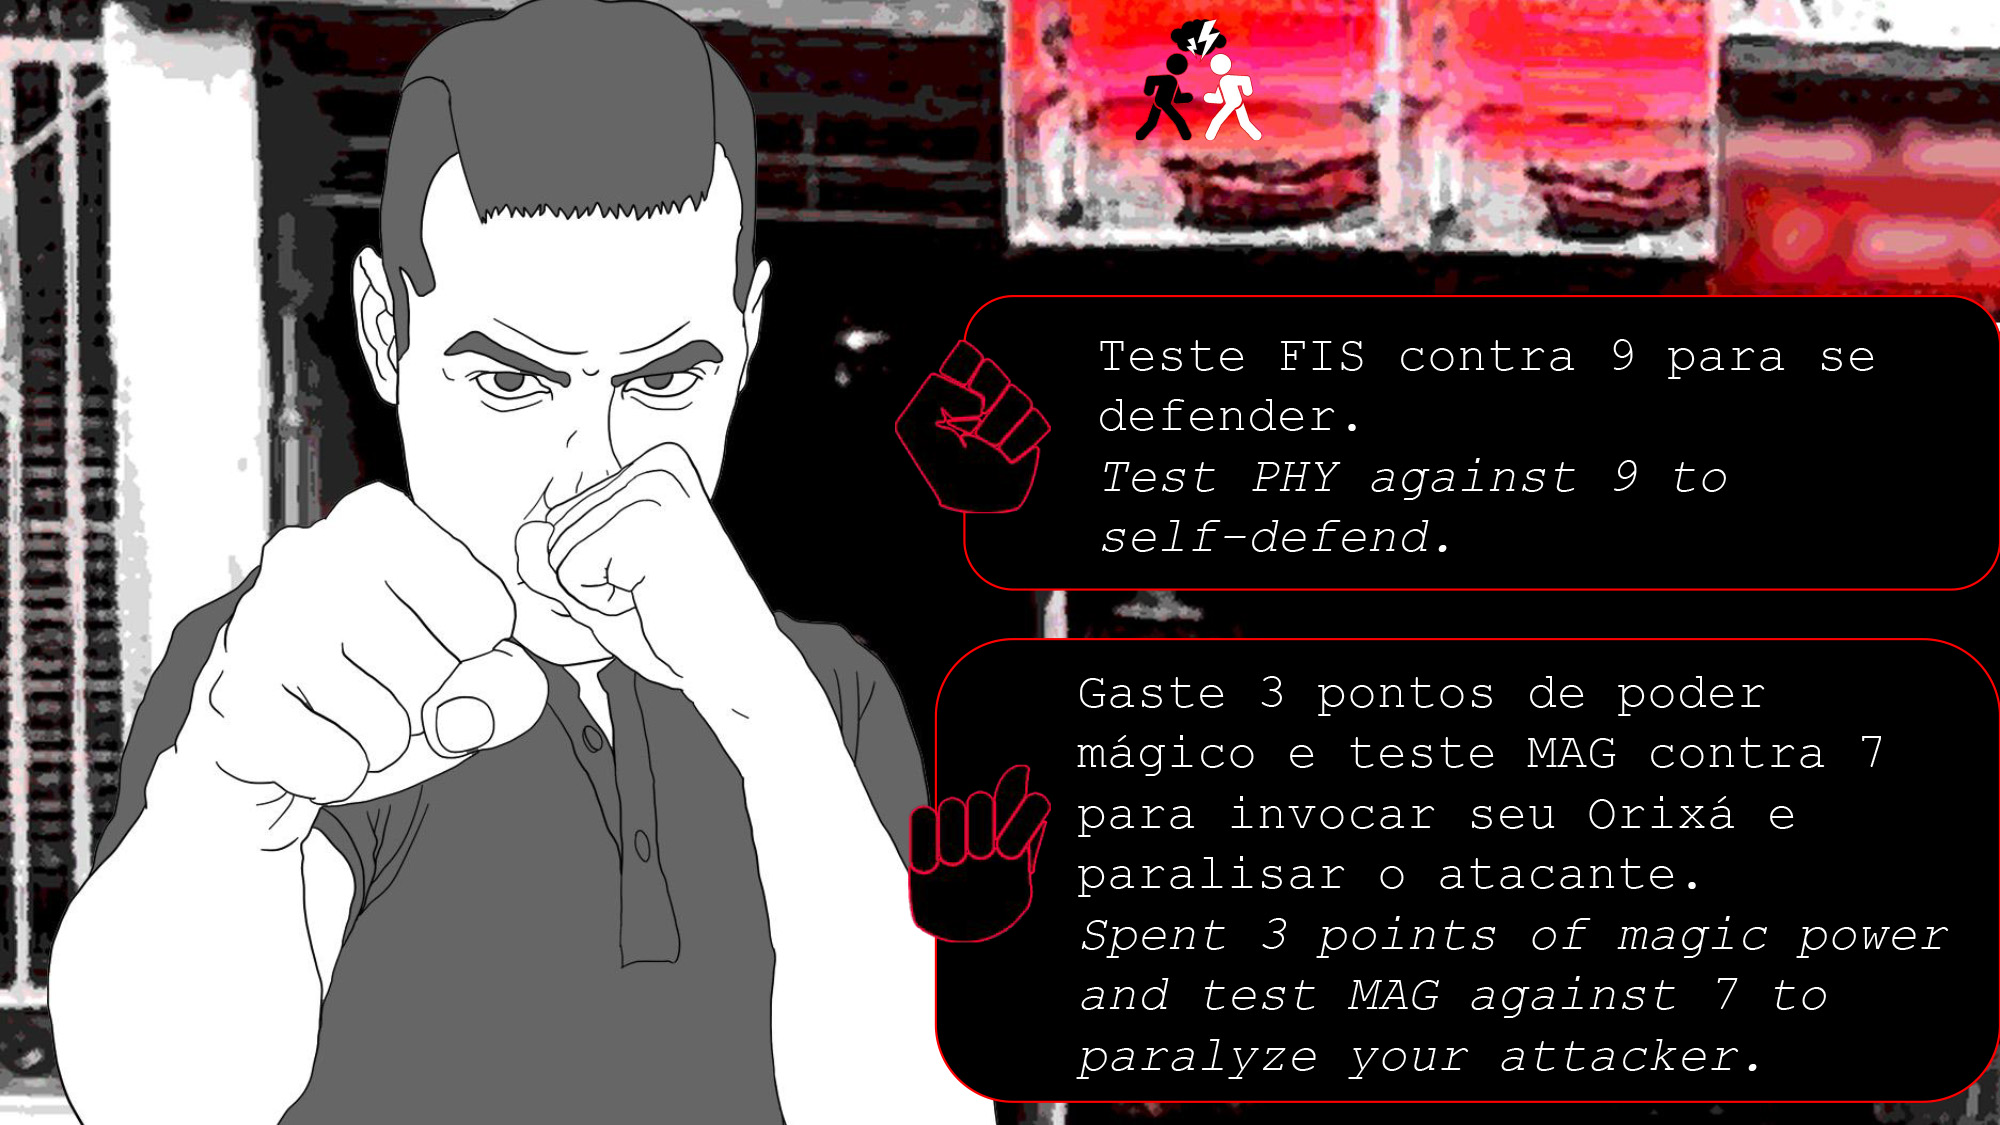 Teste FIS contra 9 para se
defender.
Test PHY against 9 to
self-defend.
Gaste 3 pontos de poder
mágico e teste MAG contra 7
para invocar seu Orixá e
paralisar o atacante.
Spent 3 points of magic power
and test MAG against 7 to
paralyze your attacker.